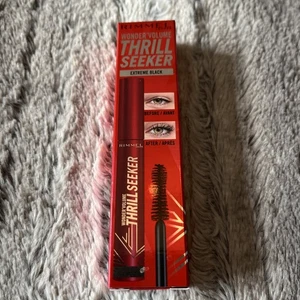 RIMMEL
WONDER'VOLUME
THRILL
SEEKER
EXTREME BLACK
BEFORE / AVANT
AFTER / APRÈS
RIMMEL
WONDER'VOLUME
THRILL SEEKER